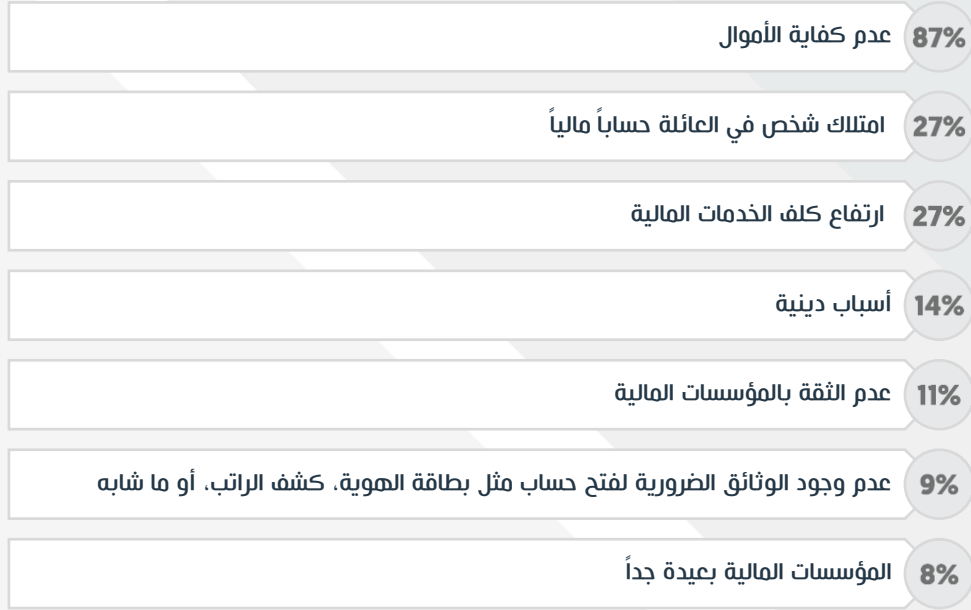 87% عدم كفاية الأموال
27% امتلاك شخص في العائلة حساباً مالياً
27% ارتفاع كلف الخدمات المالية
14% أسباب دينية
11% عدم الثقة بالمؤسسات المالية
9% عدم وجود الوثائق الضرورية لفتح حساب مثل بطاقة الهوية، كشف الراتب، أو ما شابه
8% المؤسسات المالية بعيدة جداً